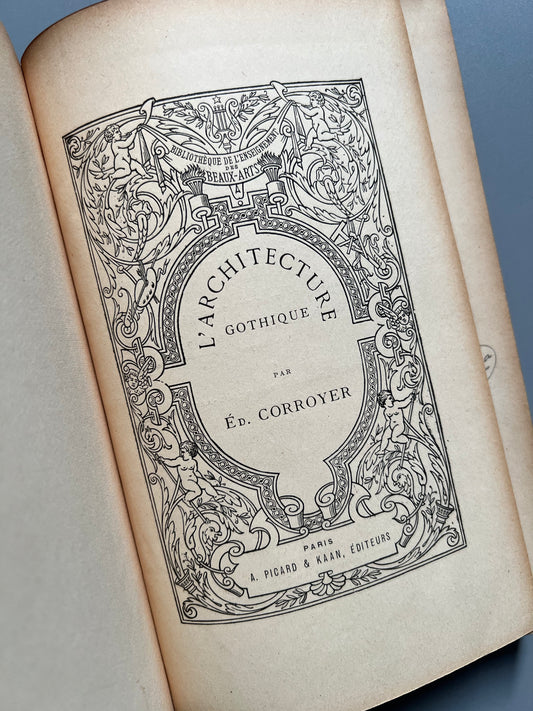 BIBLIOTHÈQUE DE L'ENSEIGNEMENT
DES
BEAUX-ARTS
L'ARCHITECTURE
GOTHIQUE
PAR
ÉD. CORROYER
PARIS
A. PICARD & KAAN, ÉDITEURS